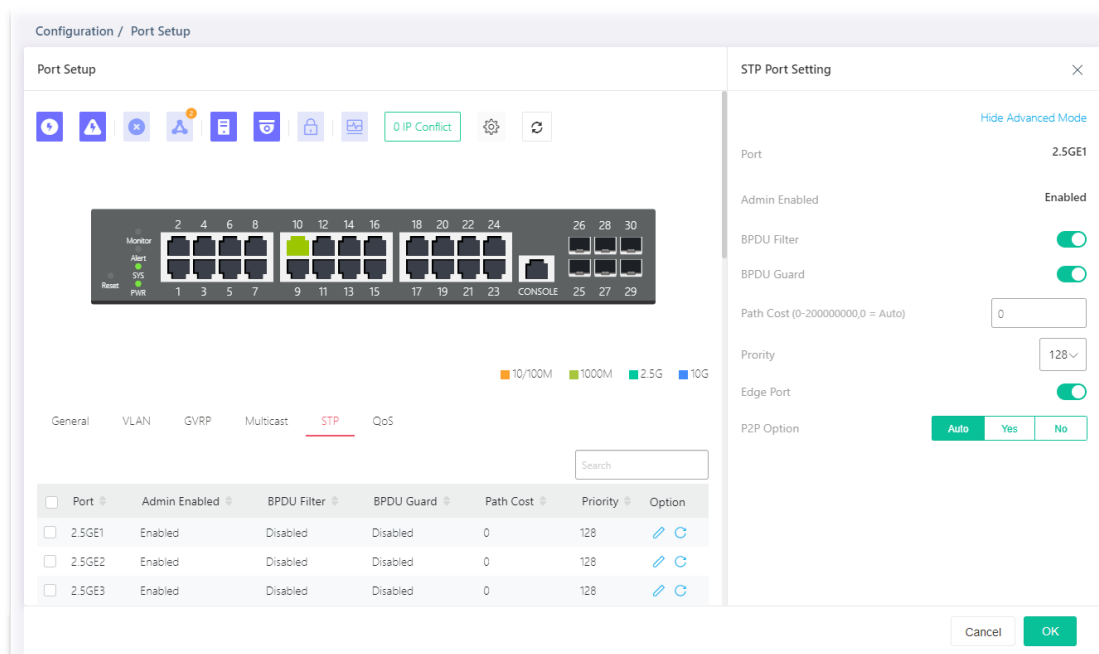 Configuration / Port Setup
Port Setup
2
0 IP Conflict
2 4 6 8 10 12 14 16 18 20 22 24 26 28 30
Monitor
Alert
SYS
Reset
PWR
1 3 5 7 9 11 13 15 17 19 21 23 CONSOLE 25 27 29
10/100M 1000M 2.5G 10G
General VLAN GVRP Multicast STP QoS
Search
Port Admin Enabled BPDU Filter BPDU Guard Path Cost Priority Option
2.5GE1 Enabled Disabled Disabled 0 128
2.5GE2 Enabled Disabled Disabled 0 128
2.5GE3 Enabled Disabled Disabled 0 128
STP Port Setting
Hide Advanced Mode
Port 2.5GE1
Admin Enabled Enabled
BPDU Filter
BPDU Guard
Path Cost (0-200000000,0 = Auto) 0
Prority 128
Edge Port
P2P Option Auto Yes No
Cancel OK